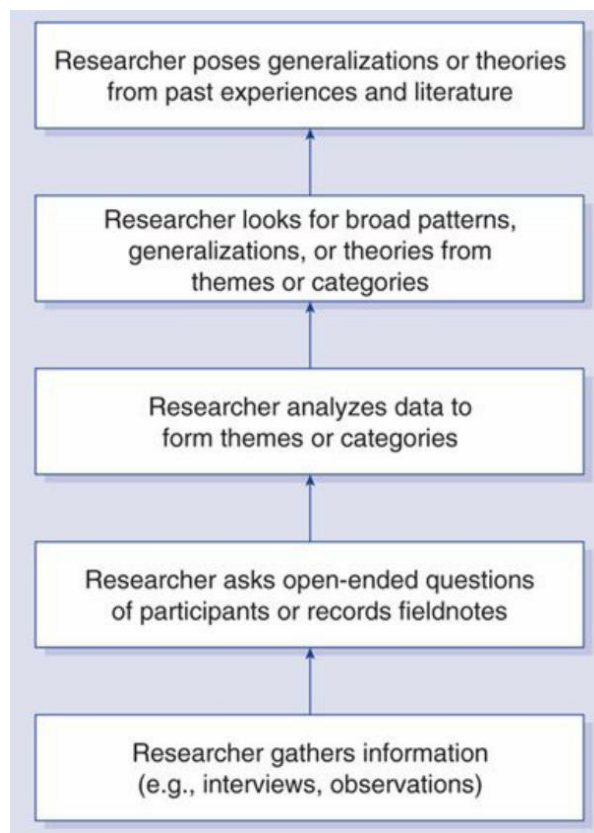 Researcher poses generalizations or theories
from past experiences and literature
Researcher looks for broad patterns,
generalizations, or theories from
themes or categories
Researcher analyzes data to
form themes or categories
Researcher asks open-ended questions
of participants or records fieldnotes
Researcher gathers information
(e.g., interviews, observations)